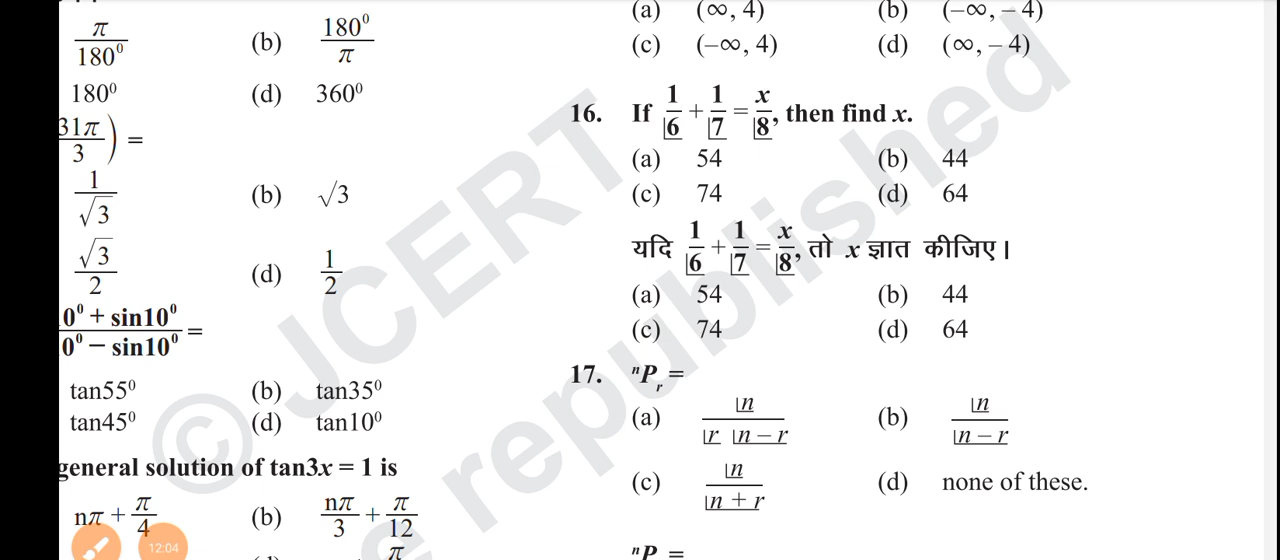 π/180⁰ (b) 180⁰/π
180⁰ (d) 360⁰
31π/3) =
1/√3 (b) √3
√3/2 (d) 1/2
0⁰ + sin10⁰/0⁰ − sin10⁰ =
tan55⁰ (b) tan35⁰
tan45⁰ (d) tan10⁰
general solution of tan3x = 1 is
nπ + π/4 (b) nπ/3 + π/12
π
12:04
(a) (∞, 4) (b) (−∞, − 4)
(c) (−∞, 4) (d) (∞, − 4)
16. If 1/⌊6 + 1/⌊7 = x/⌊8, then find x.
(a) 54 (b) 44
(c) 74 (d) 64
यदि 1/⌊6 + 1/⌊7 = x/⌊8, तो x ज्ञात कीजिए।
(a) 54 (b) 44
(c) 74 (d) 64
17. ⁿPᵣ =
(a) ⌊n/⌊r ⌊n − r (b) ⌊n/⌊n − r
(c) ⌊n/⌊n + r (d) none of these.
ⁿP =
© JCERT
e republished